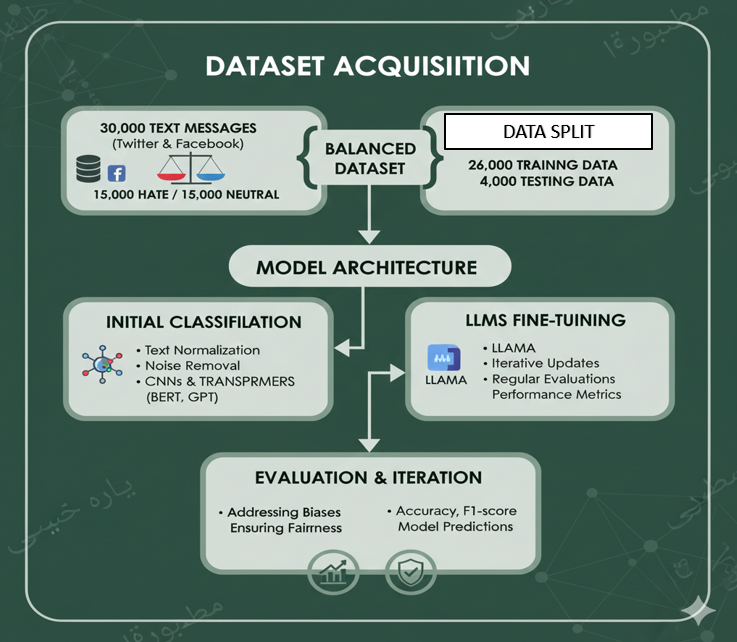 DATASET ACQUISIITION
30,000 TEXT MESSAGES
(Twitter & Facebook)
15,000 HATE / 15,000 NEUTRAL
BALANCED
DATASET
DATA SPLIT
26,000 TRAINNG DATA
4,000 TESTING DATA
MODEL ARCHITECTURE
INITIAL CLASSIFILATION
• Text Normalization
• Noise Removal
• CNNs & TRANSPRMERS
(BERT, GPT)
LLMS FINE-TUINING
LLAMA
• LLAMA
• Iterative Updates
• Regular Evaluations
Performance Metrics
EVALUATION & ITERATION
• Addressing Biases
Ensuring Fairrness
• Accuracy, F1-score
Model Predictions